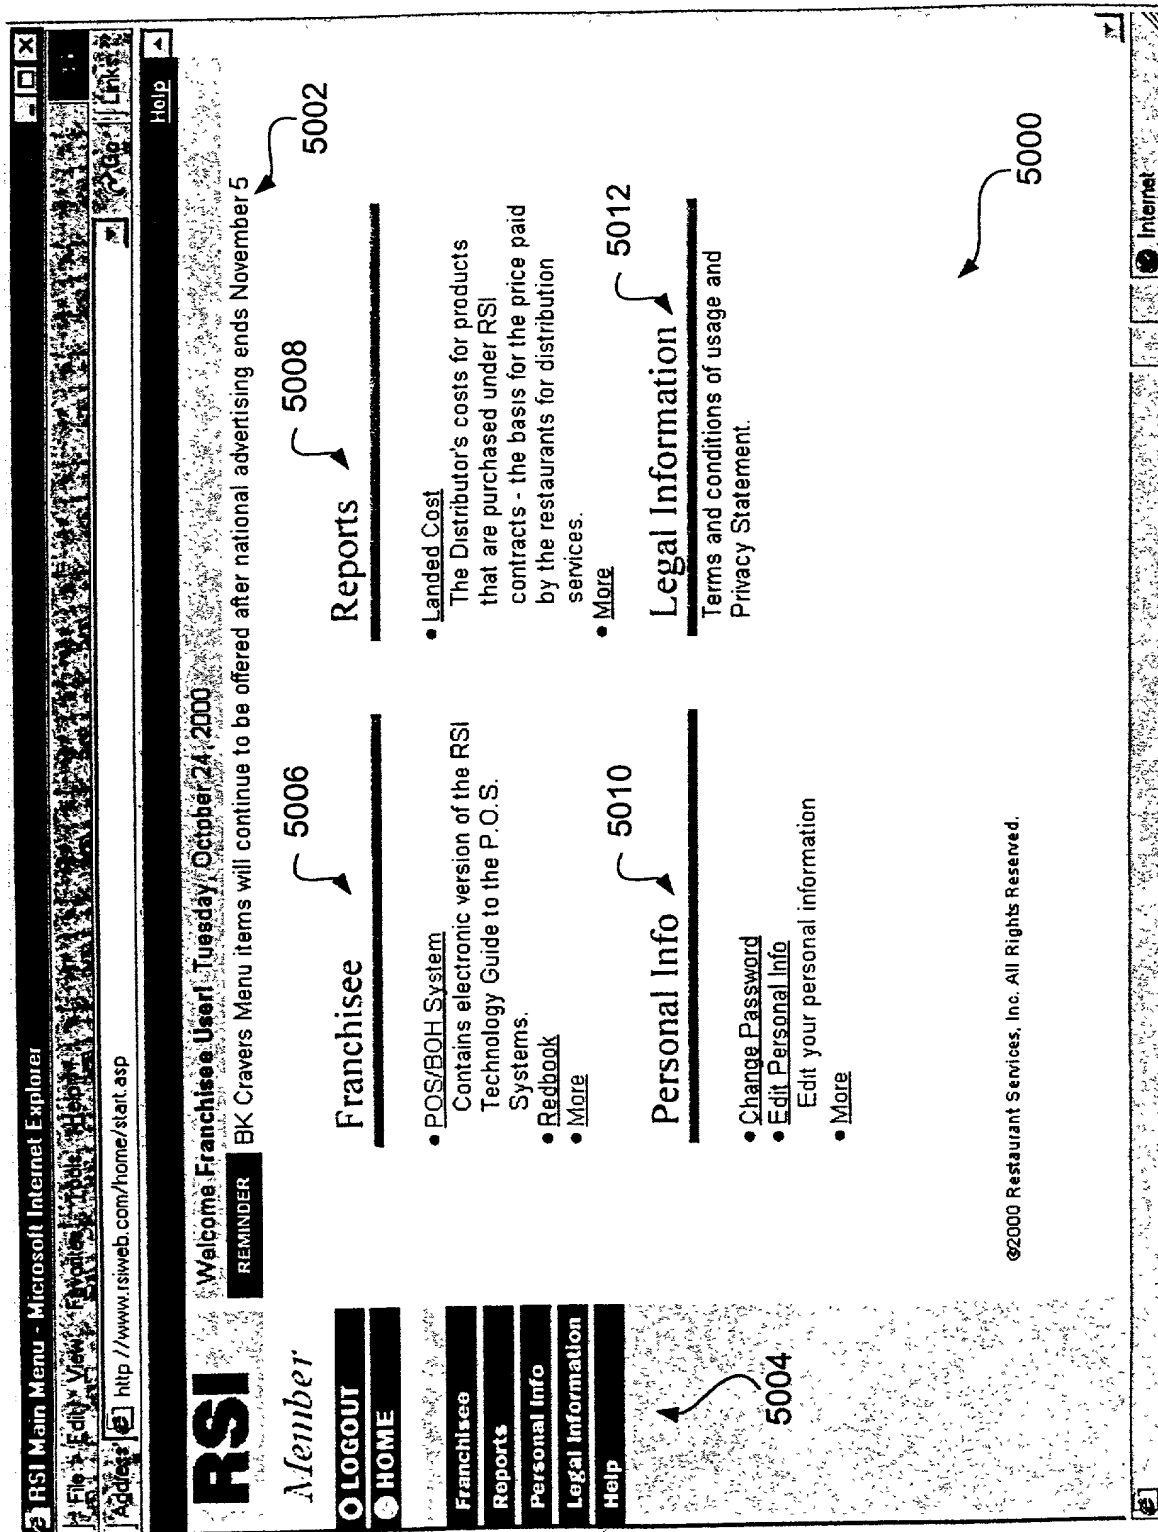 RSI Main Menu - Microsoft Internet Explorer
File Edit View Favorites Tools Help
Address http //www.rsiweb.com/home/start.asp Go Links »
Help
RSI
Welcome Franchisee User! Tuesday, October 24, 2000
REMINDER BK Cravers Menu items will continue to be offered after national advertising ends November 5
5002
Member
LOGOUT
HOME
Franchisee
Reports
Personal Info
Legal Information
Help
5004
Franchisee
5006
• POS/BOH System
Contains electronic version of the RSI
Technology Guide to the P.O.S.
Systems.
• Redbook
• More
Reports
5008
• Landed Cost
The Distributor's costs for products
that are purchased under RSI
contracts - the basis for the price paid
by the restaurants for distribution
services.
• More
Personal Info
5010
• Change Password
• Edit Personal Info
Edit your personal information
• More
Legal Information
5012
Terms and conditions of usage and
Privacy Statement.
5000
©2000 Restaurant Services, Inc. All Rights Reserved.
Internet